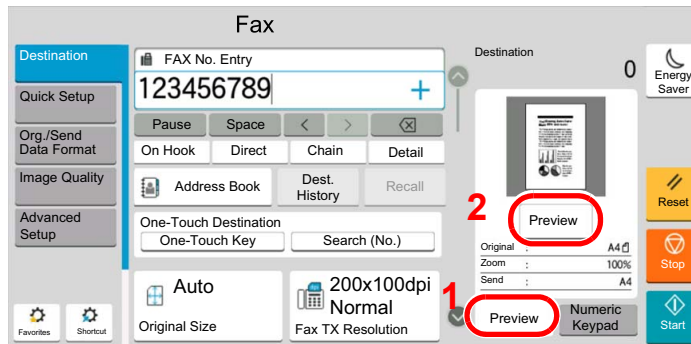 Fax
Destination
Quick Setup
Org./Send
Data Format
Image Quality
Advanced
Setup
Favorites
Shortcut
FAX No. Entry
123456789
+
Pause
Space
<
>
On Hook
Direct
Chain
Detail
Address Book
Dest.
History
Recall
One-Touch Destination
One-Touch Key
Search (No.)
Auto
Original Size
200x100dpi
Normal
Fax TX Resolution
Destination
0
2
Preview
Original : A4
Zoom : 100%
Send : A4
1
Preview
Numeric
Keypad
Energy
Saver
Reset
Stop
Start